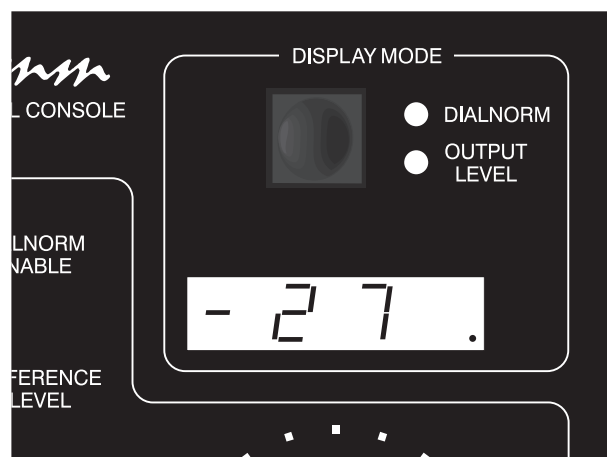 DISPLAY MODE
L CONSOLE
DIALNORM
OUTPUT
LEVEL
LNORM
NABLE
- 27 .
FERENCE
LEVEL